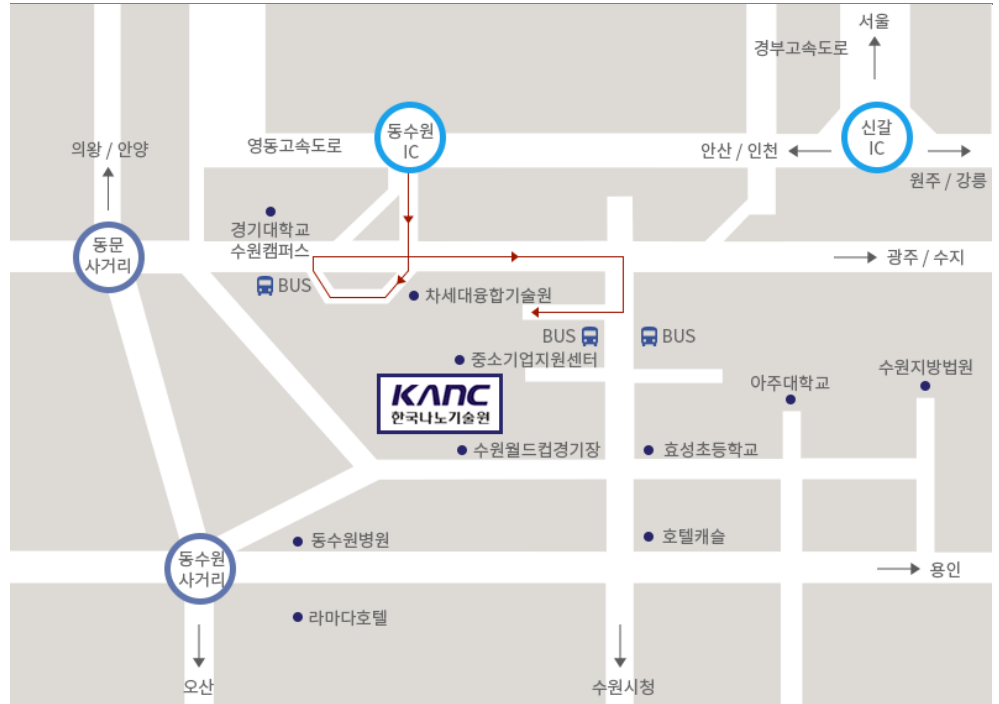 서울
경부고속도로
동수원
IC
신갈
IC
영동고속도로
의왕 / 안양
안산 / 인천
원주 / 강릉
경기대학교
수원캠퍼스
동문
사거리
광주 / 수지
BUS
차세대융합기술원
BUS
BUS
중소기업지원센터
수원지방법원
아주대학교
KANC
한국나노기술원
수원월드컵경기장
효성초등학교
동수원병원
호텔캐슬
동수원
사거리
용인
라마다호텔
오산
수원시청